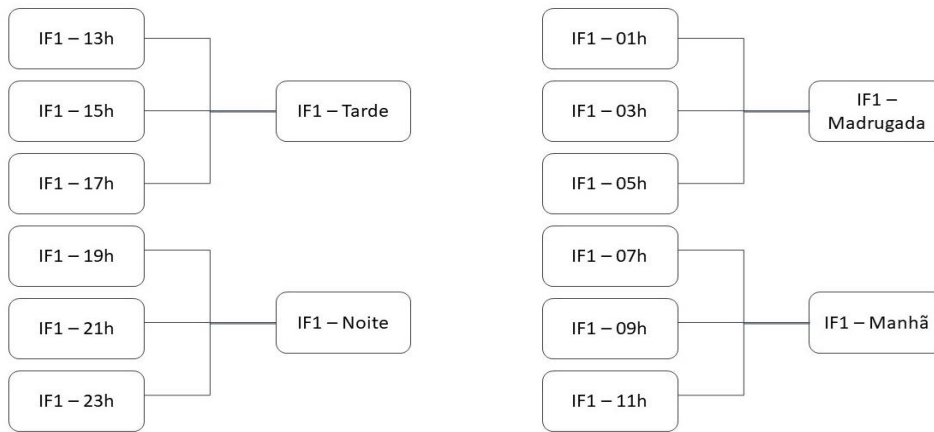 IF1 – 13h
IF1 – 15h
IF1 – 17h
IF1 – Tarde
IF1 – 19h
IF1 – 21h
IF1 – 23h
IF1 – Noite
IF1 – 01h
IF1 – 03h
IF1 – 05h
IF1 –
Madrugada
IF1 – 07h
IF1 – 09h
IF1 – 11h
IF1 – Manhã